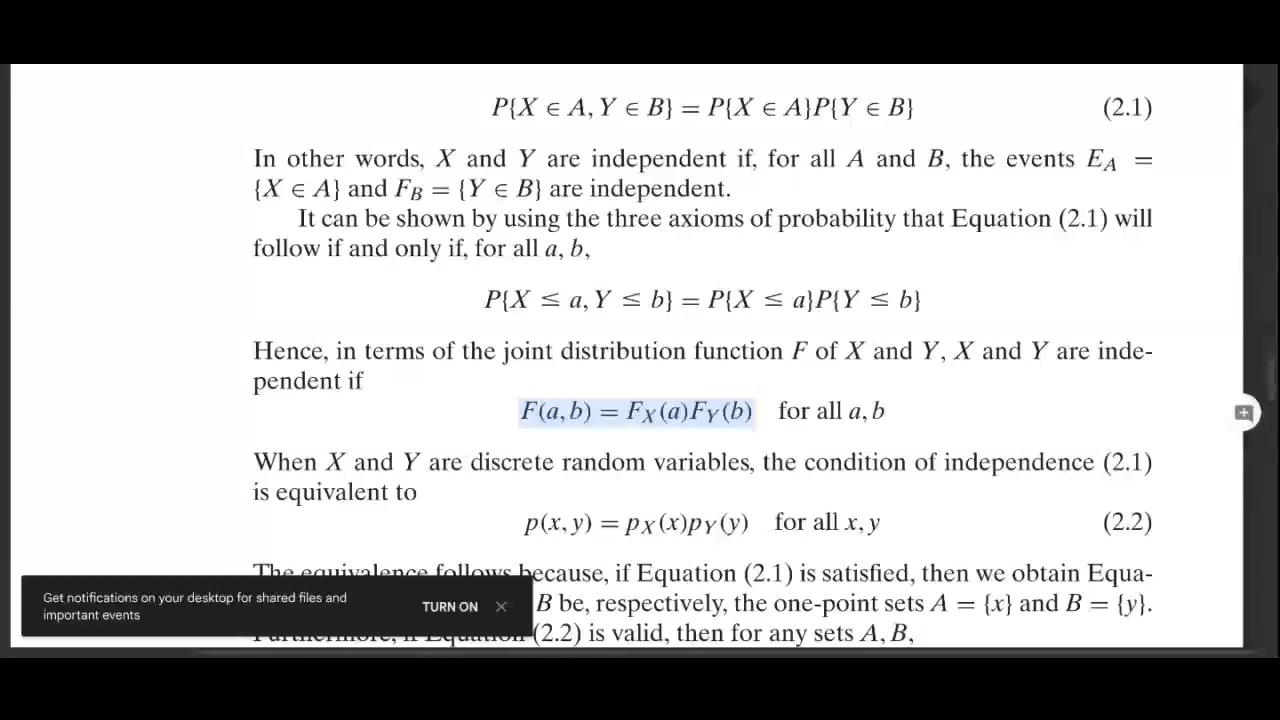 P{X ∈ A, Y ∈ B} = P{X ∈ A}P{Y ∈ B} (2.1)
In other words, X and Y are independent if, for all A and B, the events E_A =
{X ∈ A} and F_B = {Y ∈ B} are independent.
It can be shown by using the three axioms of probability that Equation (2.1) will
follow if and only if, for all a, b,
P{X ≤ a, Y ≤ b} = P{X ≤ a}P{Y ≤ b}
Hence, in terms of the joint distribution function F of X and Y, X and Y are inde-
pendent if
F(a, b) = F_X(a)F_Y(b) for all a, b
When X and Y are discrete random variables, the condition of independence (2.1)
is equivalent to
p(x, y) = p_X(x)p_Y(y) for all x, y (2.2)
The equivalence follows because, if Equation (2.1) is satisfied, then we obtain Equa-
B be, respectively, the one-point sets A = {x} and B = {y}.
Furthermore, if Equation (2.2) is valid, then for any sets A, B,
Get notifications on your desktop for shared files and
important events
TURN ON